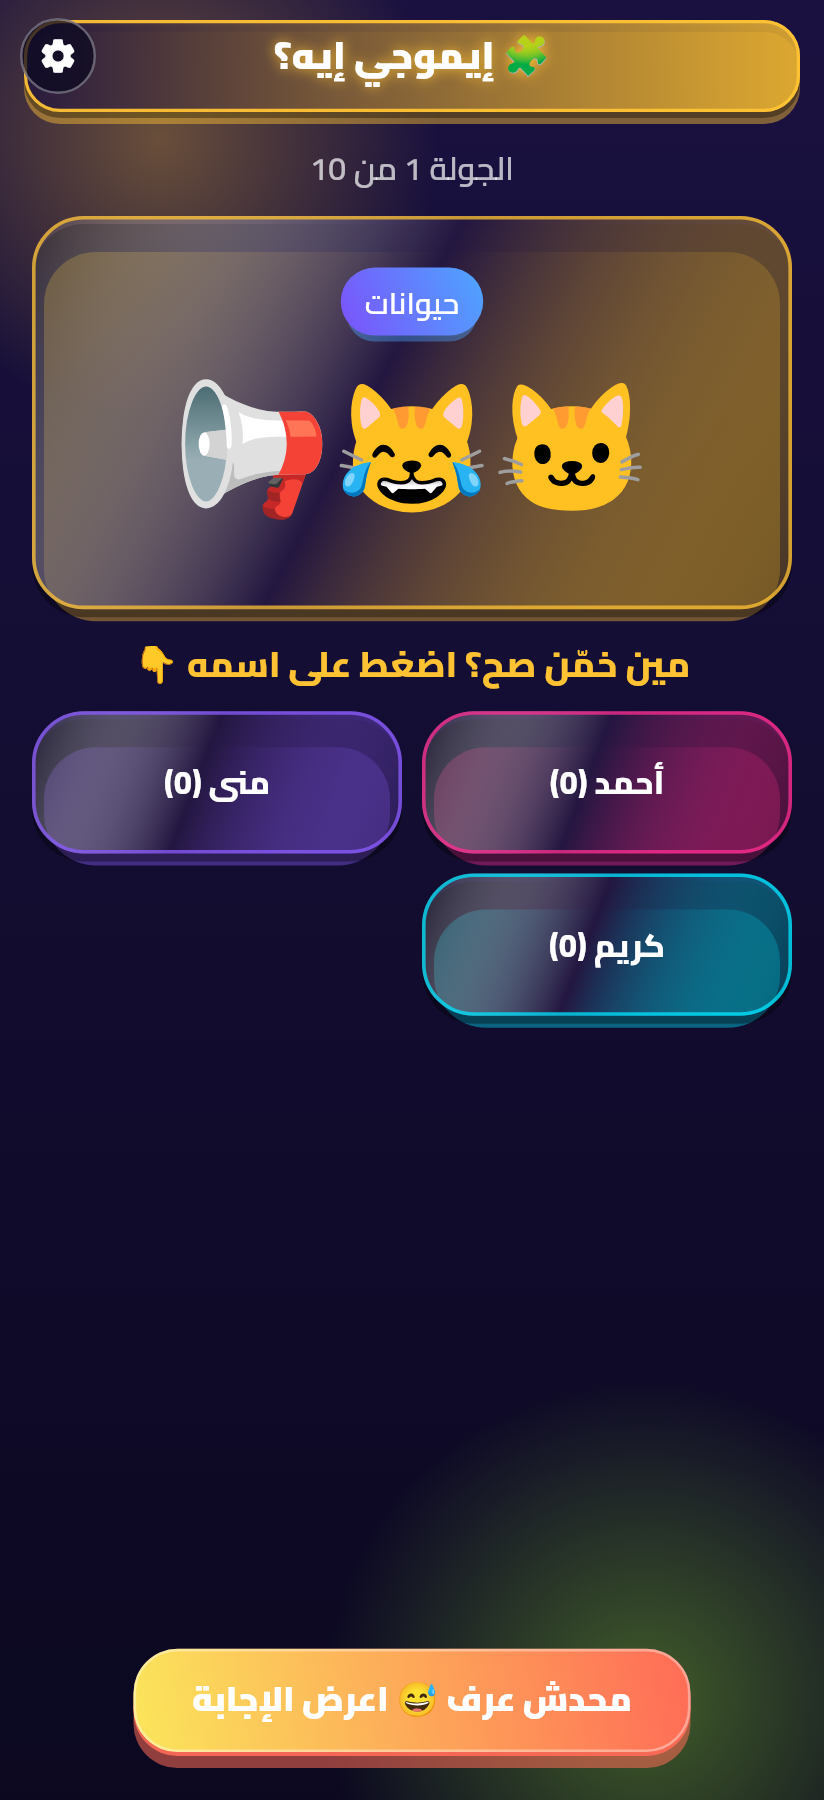 🧩 إيموجي إيه؟
الجولة 1 من 10
حيوانات
مين خمّن صح؟ اضغط على اسمه 👇
أحمد (0)
منى (0)
كريم (0)
محدش عرف 😅 اعرض الإجابة